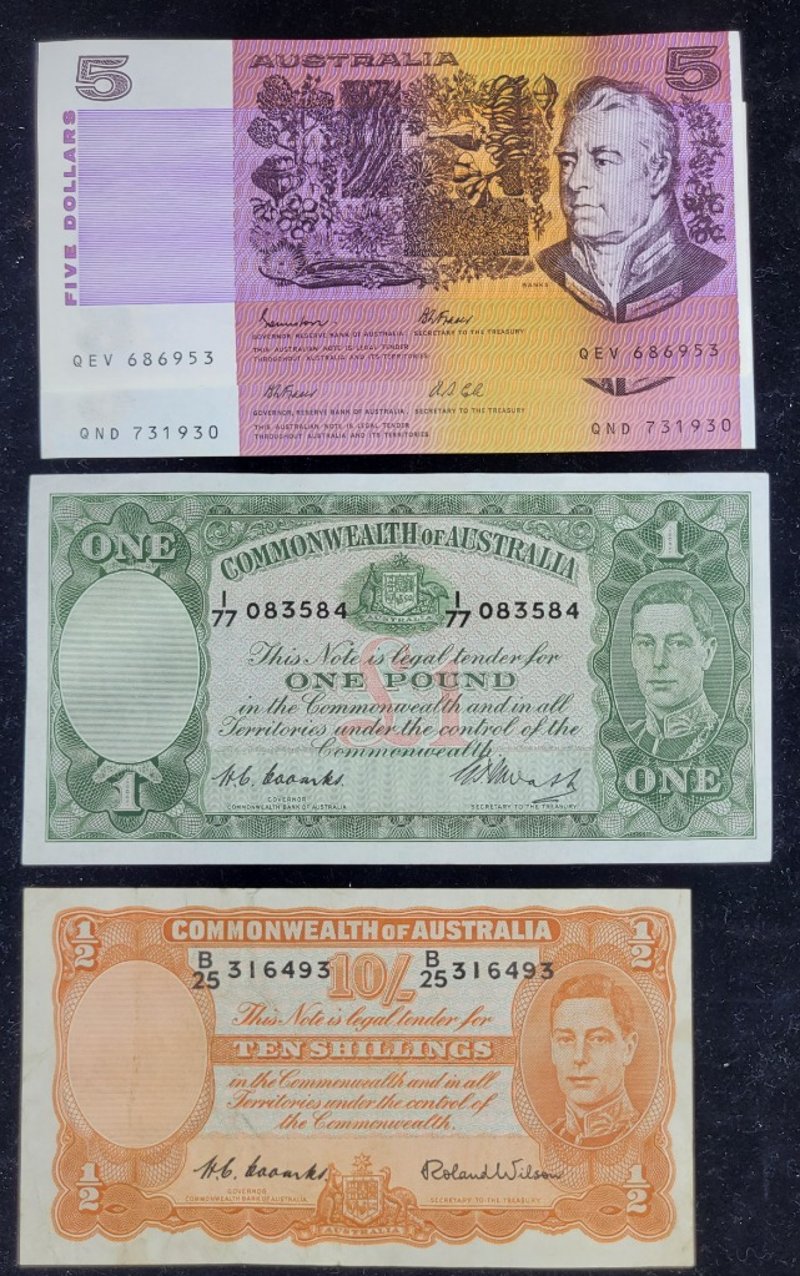 5 AUSTRALIA 5
FIVE DOLLARS
BANKS
GOVERNOR, RESERVE BANK OF AUSTRALIA. SECRETARY TO THE TREASURY
THIS AUSTRALIAN NOTE IS LEGAL TENDER
THROUGHOUT AUSTRALIA AND ITS TERRITORIES
QEV 686953 QEV 686953
GOVERNOR, RESERVE BANK OF AUSTRALIA. SECRETARY TO THE TREASURY
THIS AUSTRALIAN NOTE IS LEGAL TENDER
THROUGHOUT AUSTRALIA AND ITS TERRITORIES
QND 731930 QND 731930
ONE 1
COMMONWEALTH OF AUSTRALIA
AUSTRALIA
I/77 083584 I/77 083584
This Note is legal tender for
ONE POUND
£1
in the Commonwealth and in all
Territories under the control of the
Commonwealth.
H.C. Coombs.
GOVERNOR
COMMONWEALTH BANK OF AUSTRALIA SECRETARY TO THE TREASURY
1 ONE
1/2 COMMONWEALTH OF AUSTRALIA 1/2
B/25 316493 B/25 316493
10/-
This Note is legal tender for
TEN SHILLINGS
in the Commonwealth and in all
Territories under the control of
the Commonwealth.
H.C. Coombs. Roland Wilson
GOVERNOR
COMMONWEALTH BANK OF AUSTRALIA SECRETARY TO THE TREASURY
1/2 1/2
AUSTRALIA